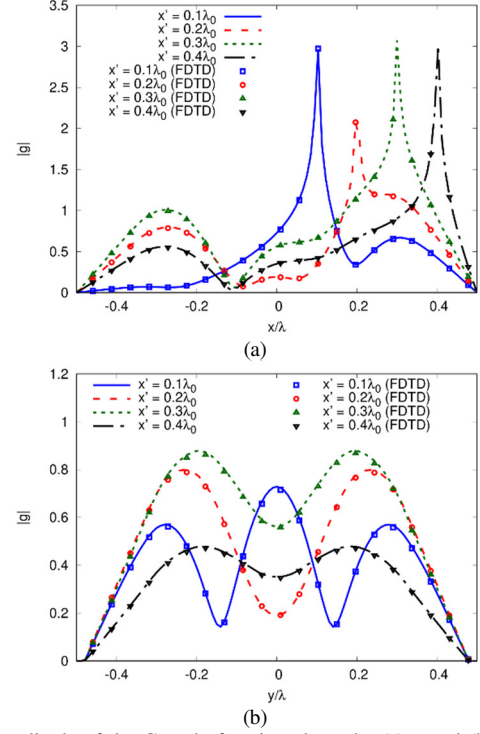 3.5
3
2.5
2
1.5
1
0.5
0
|g|
x' = 0.1λ0
x' = 0.2λ0
x' = 0.3λ0
x' = 0.4λ0
x' = 0.1λ0 (FDTD)
x' = 0.2λ0 (FDTD)
x' = 0.3λ0 (FDTD)
x' = 0.4λ0 (FDTD)
-0.4 -0.2 0 0.2 0.4
x/λ
(a)
1.2
1
0.8
0.6
0.4
0.2
0
|g|
x' = 0.1λ0 x' = 0.1λ0 (FDTD)
x' = 0.2λ0 x' = 0.2λ0 (FDTD)
x' = 0.3λ0 x' = 0.3λ0 (FDTD)
x' = 0.4λ0 x' = 0.4λ0 (FDTD)
-0.4 -0.2 0 0.2 0.4
y/λ
(b)